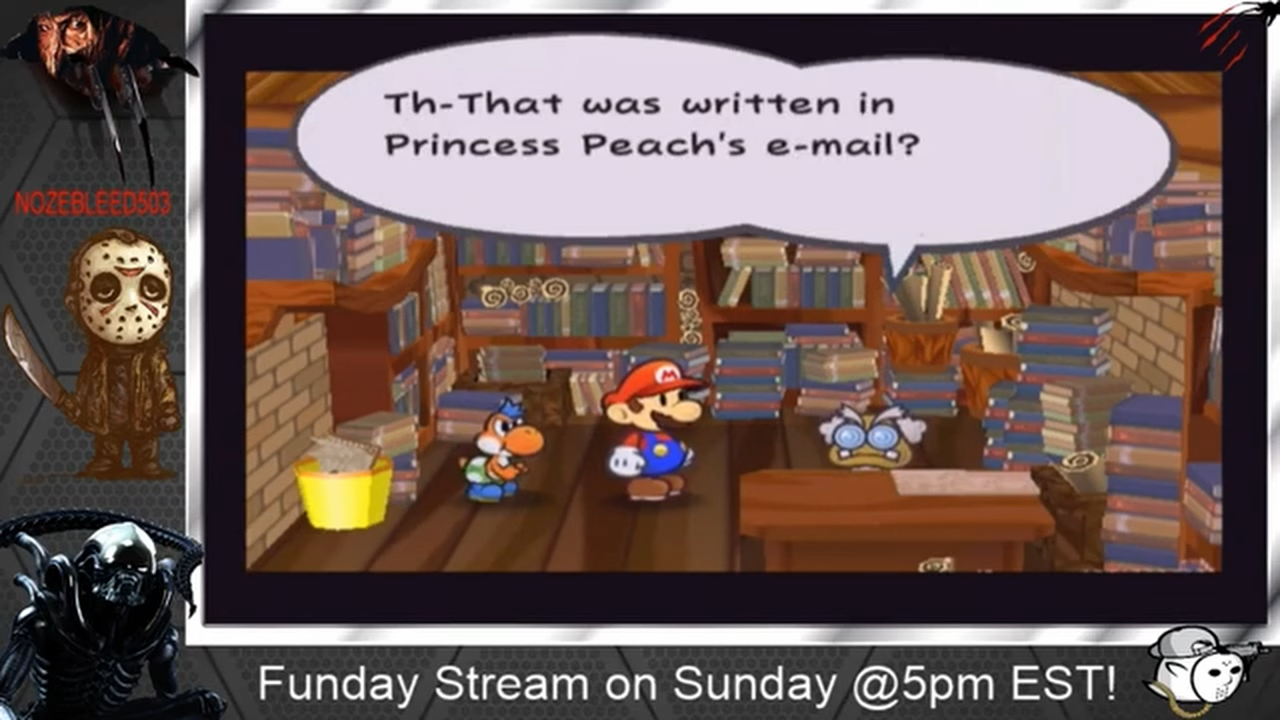 Th-That was written in
Princess Peach's e-mail?
NOZEBLEED503
M
Funday Stream on Sunday @5pm EST!